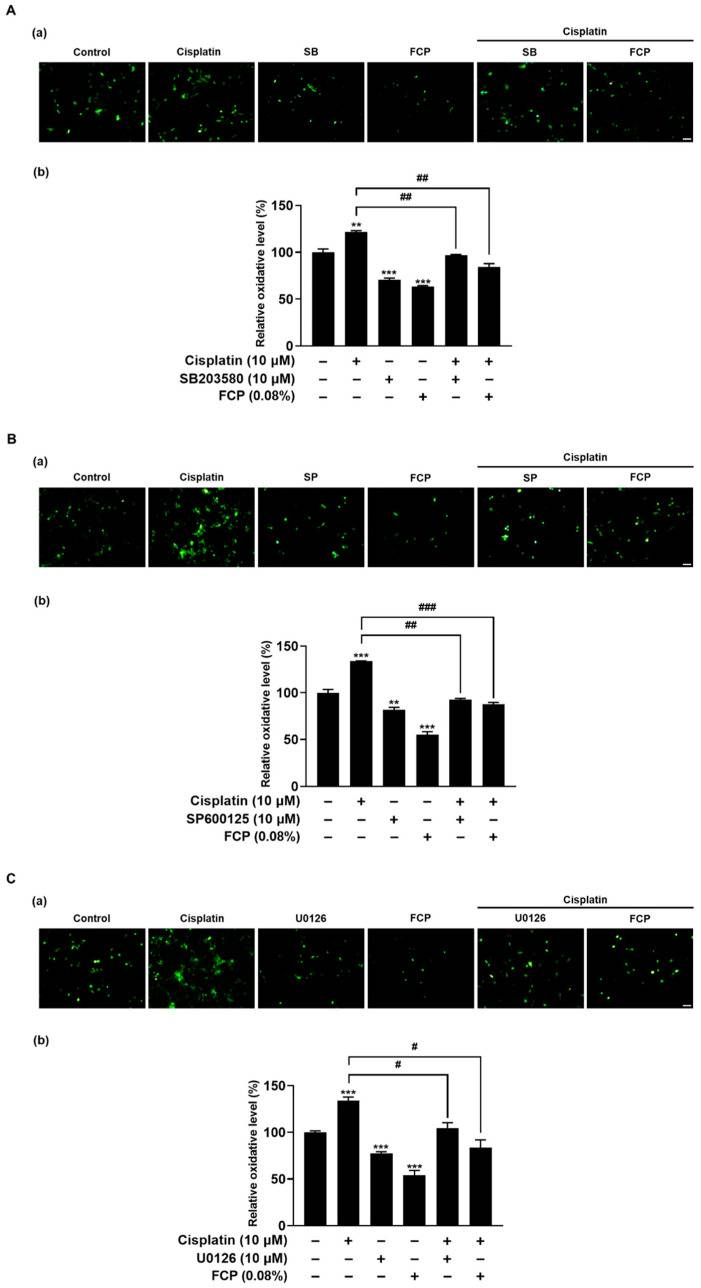 A
(a)
Cisplatin
Control Cisplatin SB FCP SB FCP
(b)
##
##
150
**
100
***
***
50
0
Relative oxidative level (%)
Cisplatin (10 μM) – + – – + +
SB203580 (10 μM) – – + – + –
FCP (0.08%) – – – + – +
B
(a)
Cisplatin
Control Cisplatin SP FCP SP FCP
(b)
###
##
150
***
100
**
***
50
0
Relative oxidative level (%)
Cisplatin (10 μM) – + – – + +
SP600125 (10 μM) – – + – + –
FCP (0.08%) – – – + – +
C
(a)
Cisplatin
Control Cisplatin U0126 FCP U0126 FCP
(b)
#
#
150
***
100
***
***
50
0
Relative oxidative level (%)
Cisplatin (10 μM) – + – – + +
U0126 (10 μM) – – + – + –
FCP (0.08%) – – – + – +